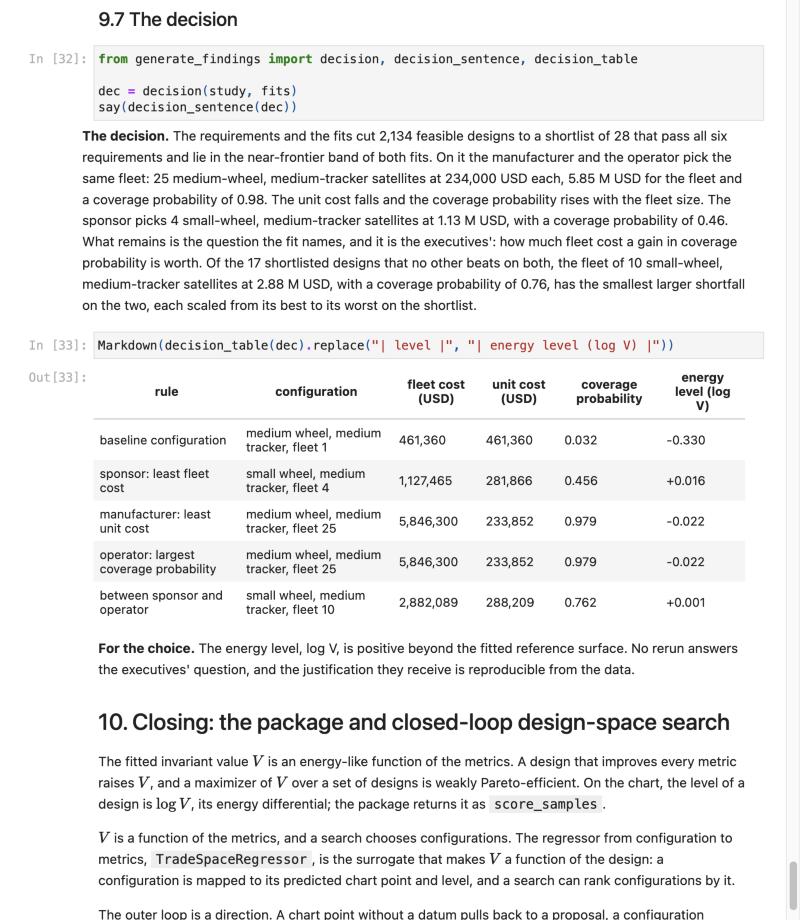 9.7 The decision
In [32]:
from generate_findings import decision, decision_sentence, decision_table
dec = decision(study, fits)
say(decision_sentence(dec))
The decision. The requirements and the fits cut 2,134 feasible designs to a shortlist of 28 that pass all six
requirements and lie in the near-frontier band of both fits. On it the manufacturer and the operator pick the
same fleet: 25 medium-wheel, medium-tracker satellites at 234,000 USD each, 5.85 M USD for the fleet and
a coverage probability of 0.98. The unit cost falls and the coverage probability rises with the fleet size. The
sponsor picks 4 small-wheel, medium-tracker satellites at 1.13 M USD, with a coverage probability of 0.46.
What remains is the question the fit names, and it is the executives': how much fleet cost a gain in coverage
probability is worth. Of the 17 shortlisted designs that no other beats on both, the fleet of 10 small-wheel,
medium-tracker satellites at 2.88 M USD, with a coverage probability of 0.76, has the smallest larger shortfall
on the two, each scaled from its best to its worst on the shortlist.
In [33]:
Markdown(decision_table(dec).replace("| level |", "| energy level (log V) |"))
Out[33]:
rule configuration fleet cost (USD) unit cost (USD) coverage probability energy level (log V)
baseline configuration medium wheel, medium tracker, fleet 1 461,360 461,360 0.032 -0.330
sponsor: least fleet cost small wheel, medium tracker, fleet 4 1,127,465 281,866 0.456 +0.016
manufacturer: least unit cost medium wheel, medium tracker, fleet 25 5,846,300 233,852 0.979 -0.022
operator: largest coverage probability medium wheel, medium tracker, fleet 25 5,846,300 233,852 0.979 -0.022
between sponsor and operator small wheel, medium tracker, fleet 10 2,882,089 288,209 0.762 +0.001
For the choice. The energy level, log V, is positive beyond the fitted reference surface. No rerun answers
the executives' question, and the justification they receive is reproducible from the data.
10. Closing: the package and closed-loop design-space search
The fitted invariant value V is an energy-like function of the metrics. A design that improves every metric
raises V, and a maximizer of V over a set of designs is weakly Pareto-efficient. On the chart, the level of a
design is log V, its energy differential; the package returns it as score_samples .
V is a function of the metrics, and a search chooses configurations. The regressor from configuration to
metrics, TradeSpaceRegressor , is the surrogate that makes V a function of the design: a
configuration is mapped to its predicted chart point and level, and a search can rank configurations by it.
The outer loop is a direction. A chart point without a datum pulls back to a proposal, a configuration